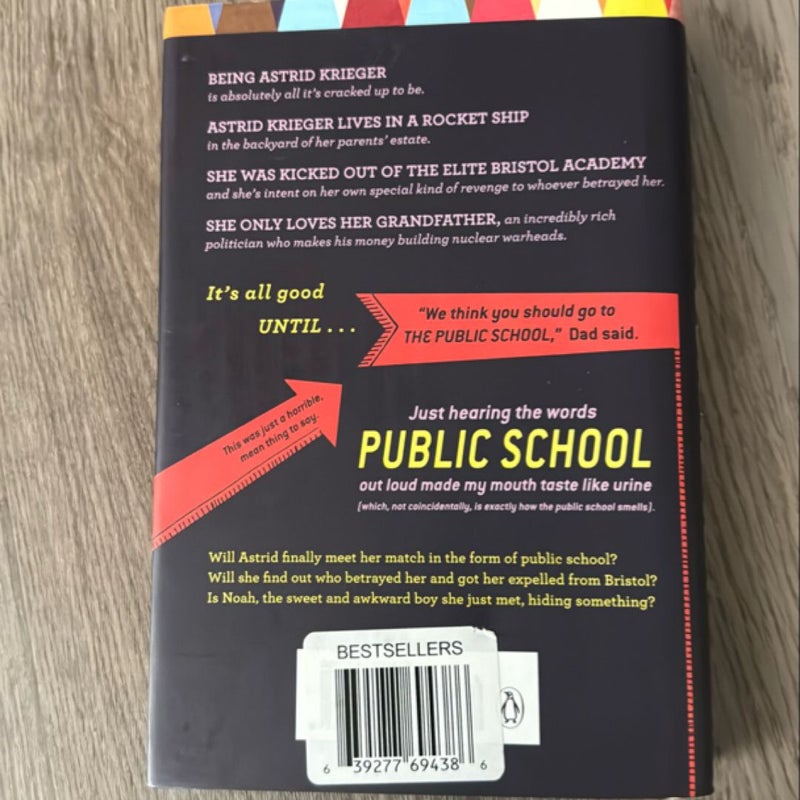 BEING ASTRID KRIEGER
is absolutely all it's cracked up to be.
ASTRID KRIEGER LIVES IN A ROCKET SHIP
in the backyard of her parents' estate.
SHE WAS KICKED OUT OF THE ELITE BRISTOL ACADEMY
and she's intent on her own special kind of revenge to whoever betrayed her.
SHE ONLY LOVES HER GRANDFATHER, an incredibly rich
politician who makes his money building nuclear warheads.
It's all good
UNTIL . . .
"We think you should go to
THE PUBLIC SCHOOL," Dad said.
This was just a horrible,
mean thing to say.
Just hearing the words
PUBLIC SCHOOL
out loud made my mouth taste like urine
(which, not coincidentally, is exactly how the public school smells).
Will Astrid finally meet her match in the form of public school?
Will she find out who betrayed her and got her expelled from Bristol?
Is Noah, the sweet and awkward boy she just met, hiding something?
BESTSELLERS
6 39277 69438 6